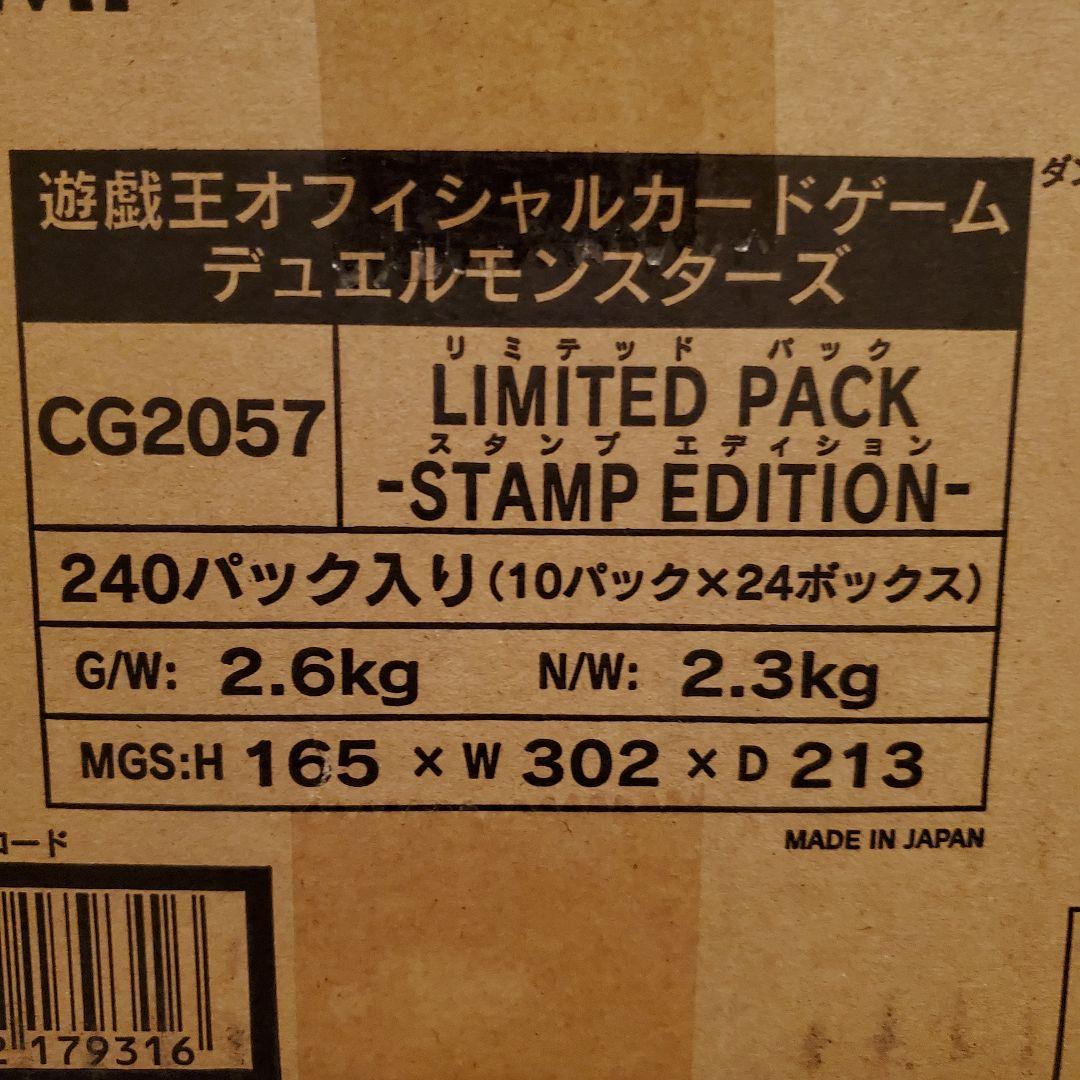 遊戯王オフィシャルカードゲーム
デュエルモンスターズ
CG2057
リミテッド パック
LIMITED PACK
スタンプ エディション
-STAMP EDITION-
240パック入り(10パック×24ボックス)
G/W: 2.6kg N/W: 2.3kg
MGS:H 165 × W 302 × D 213
MADE IN JAPAN
コード
2 179316